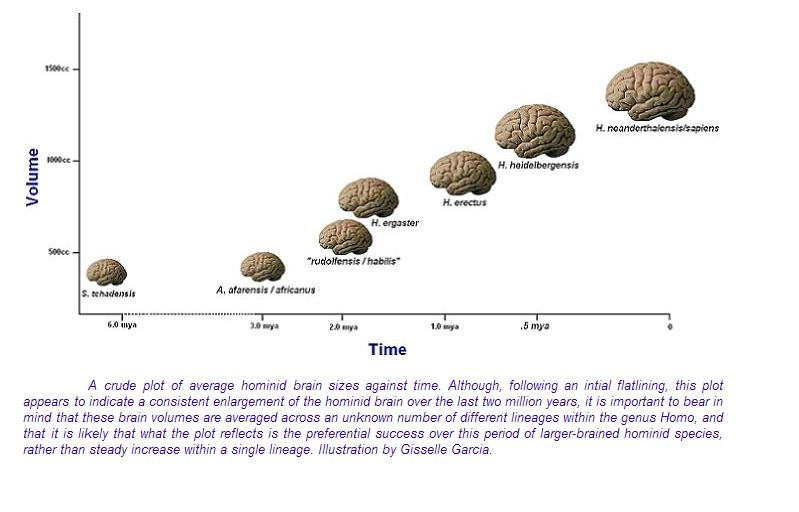 1500cc
1000cc
500cc
Volume
H. neanderthalensis/sapiens
H. heidelbergensis
H. erectus
H. ergaster
"rudolfensis / habilis"
A. afarensis / africanus
S. tchadensis
6.0 mya
3.0 mya
2.0 mya
1.0 mya
.5 mya
0
Time
A crude plot of average hominid brain sizes against time. Although, following an intial flatlining, this plot
appears to indicate a consistent enlargement of the hominid brain over the last two million years, it is important to bear in
mind that these brain volumes are averaged across an unknown number of different lineages within the genus Homo, and
that it is likely that what the plot reflects is the preferential success over this period of larger-brained hominid species,
rather than steady increase within a single lineage. Illustration by Gisselle Garcia.